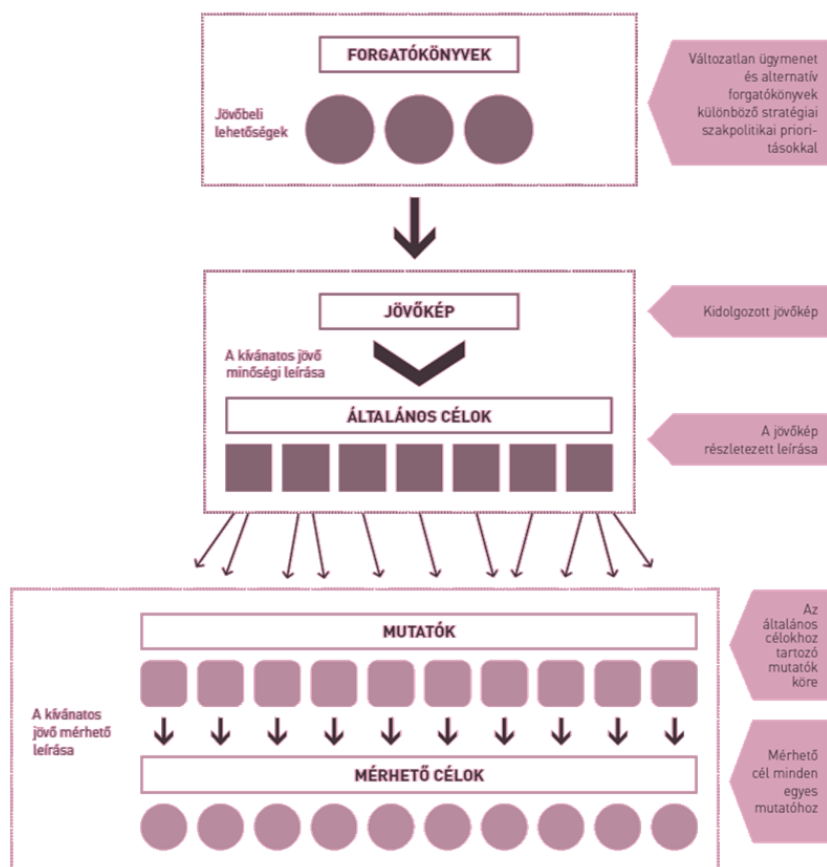 FORGATÓKÖNYVEK
Jövőbeli
lehetőségek
Változatlan ügymenet
és alternatív
forgatókönyvek
különböző stratégiai
szakpolitikai priori-
tásokkal
JÖVŐKÉP
Kidolgozott jövőkép
A kívánatos jövő
minőségi leírása
ÁLTALÁNOS CÉLOK
A jövőkép
részletezett leírása
MUTATÓK
Az
általános
célokhoz
tartozó
mutatók
köre
A kívánatos
jövő mérhető
leírása
MÉRHETŐ CÉLOK
Mérhető
cél minden
egyes
mutatóhoz